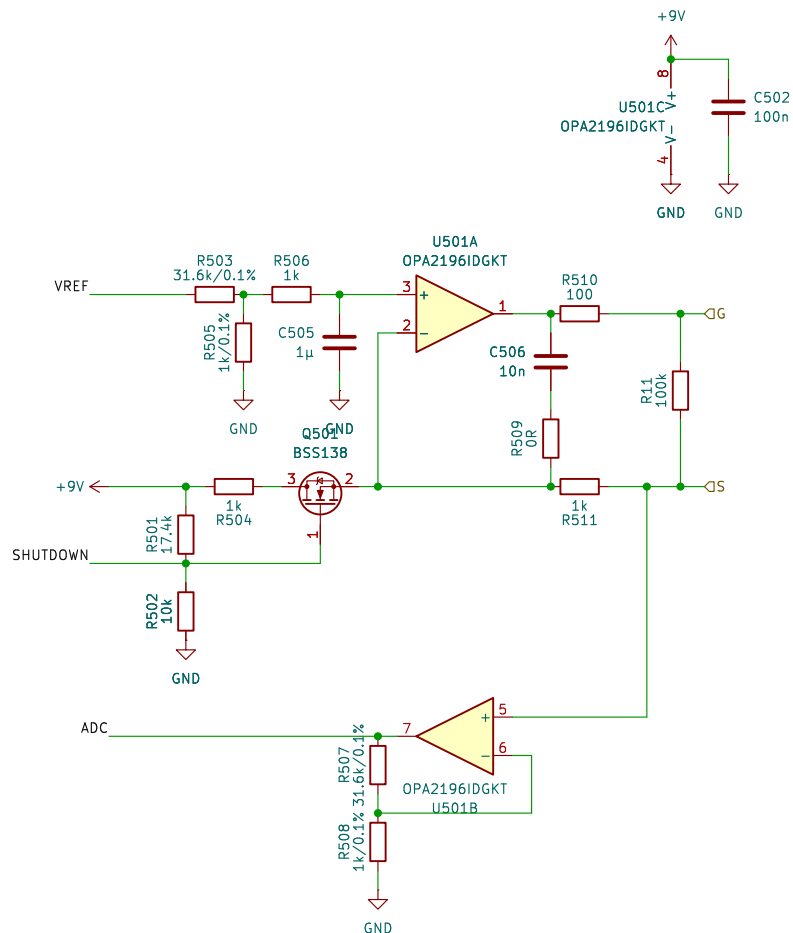 +9V
8
V+
U501C
OPA2196IDGKT
V-
4
C502
100n
GND
GND
U501A
OPA2196IDGKT
VREF
R503
31.6k/0.1%
R506
1k
R505
1k/0.1%
C505
1µ
3
+
2
−
1
R510
100
G
C506
10n
R11
100k
GND
GND
R509
0R
Q501
BSS138
+9V
3
2
S
1k
R504
1
1k
R511
R501
17.4k
SHUTDOWN
R502
10k
GND
ADC
7
+
5
−
6
R507
31.6k/0.1%
OPA2196IDGKT
U501B
R508
1k/0.1%
GND